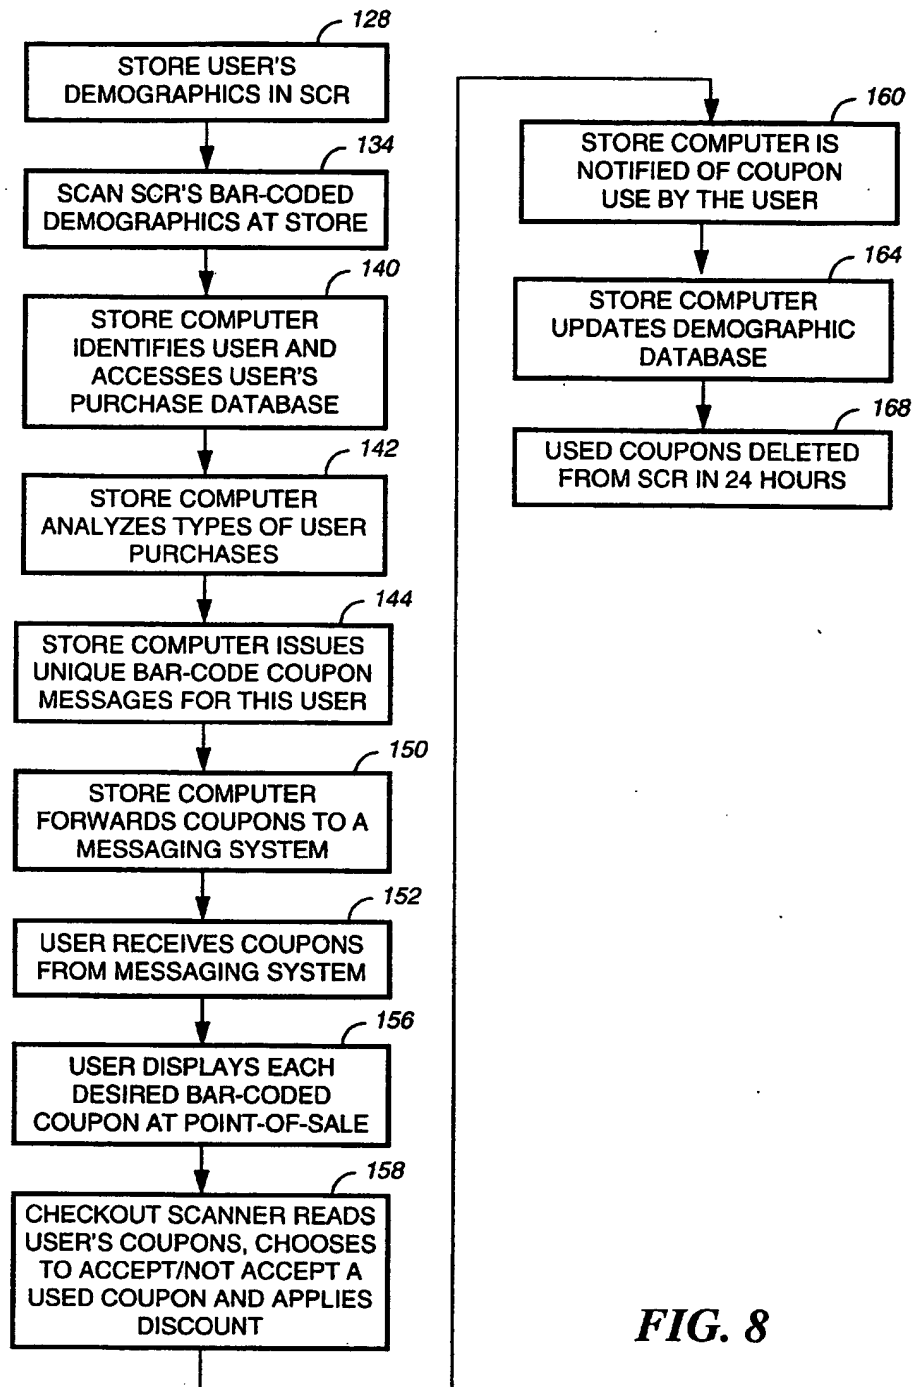 128
STORE USER'S
DEMOGRAPHICS IN SCR
134
SCAN SCR'S BAR-CODED
DEMOGRAPHICS AT STORE
140
STORE COMPUTER
IDENTIFIES USER AND
ACCESSES USER'S
PURCHASE DATABASE
142
STORE COMPUTER
ANALYZES TYPES OF USER
PURCHASES
144
STORE COMPUTER ISSUES
UNIQUE BAR-CODE COUPON
MESSAGES FOR THIS USER
150
STORE COMPUTER
FORWARDS COUPONS TO A
MESSAGING SYSTEM
152
USER RECEIVES COUPONS
FROM MESSAGING SYSTEM
156
USER DISPLAYS EACH
DESIRED BAR-CODED
COUPON AT POINT-OF-SALE
158
CHECKOUT SCANNER READS
USER'S COUPONS, CHOOSES
TO ACCEPT/NOT ACCEPT A
USED COUPON AND APPLIES
DISCOUNT
160
STORE COMPUTER IS
NOTIFIED OF COUPON
USE BY THE USER
164
STORE COMPUTER
UPDATES DEMOGRAPHIC
DATABASE
168
USED COUPONS DELETED
FROM SCR IN 24 HOURS
FIG. 8